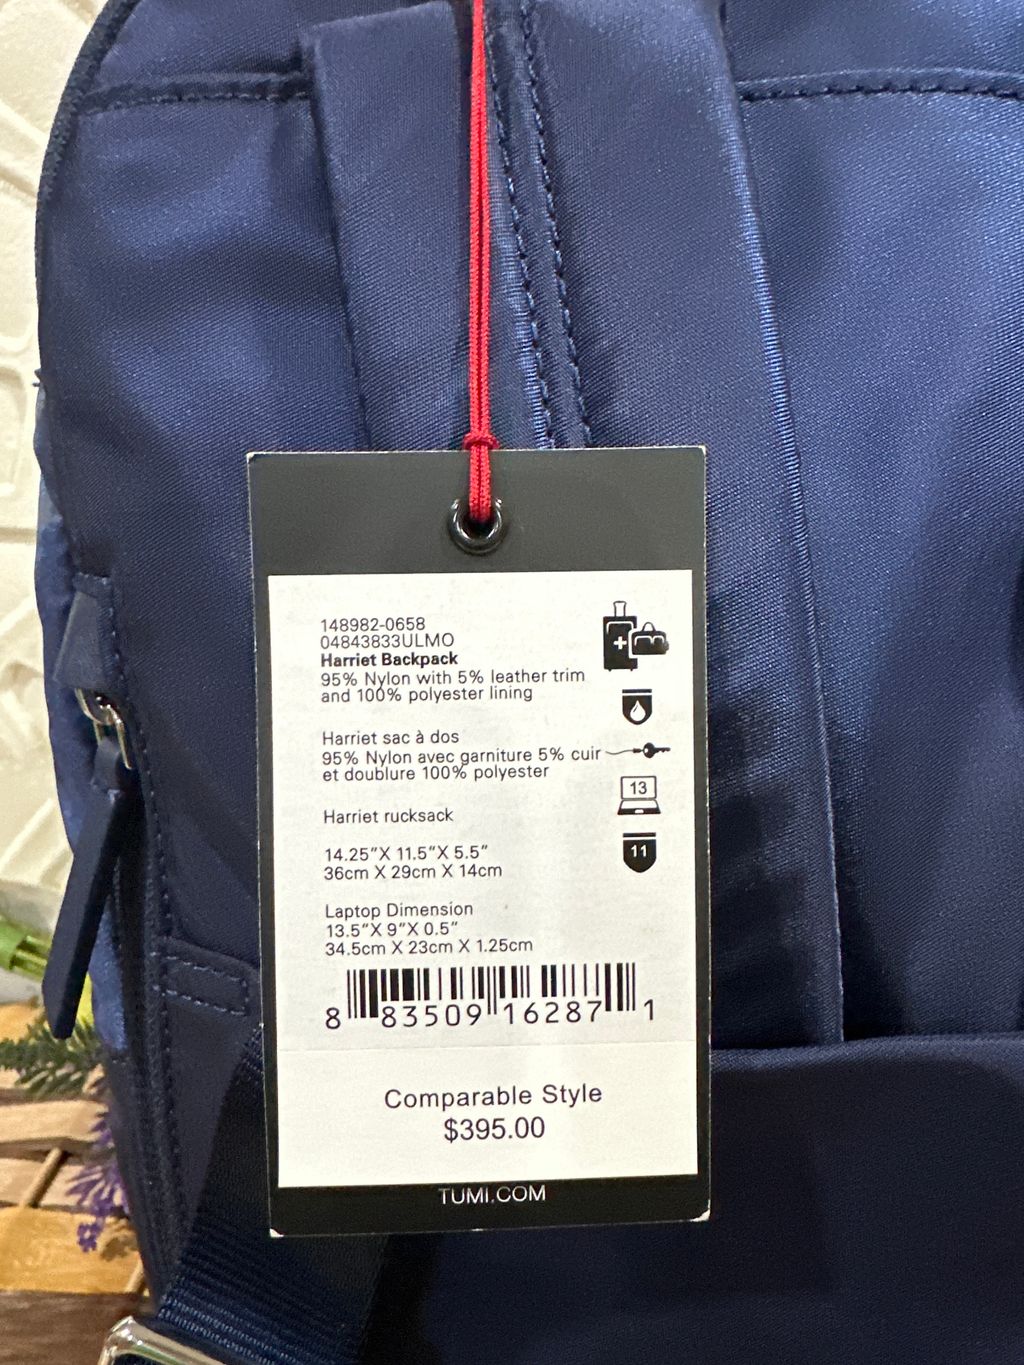 148982-0658
04843833ULMO
Harriet Backpack
95% Nylon with 5% leather trim
and 100% polyester lining
Harriet sac à dos
95% Nylon avec garniture 5% cuir
et doublure 100% polyester
Harriet rucksack
14.25”X 11.5”X 5.5”
36cm X 29cm X 14cm
Laptop Dimension
13.5”X 9”X 0.5”
34.5cm X 23cm X 1.25cm
13
11
8 83509 16287 1
Comparable Style
$395.00
TUMI.COM